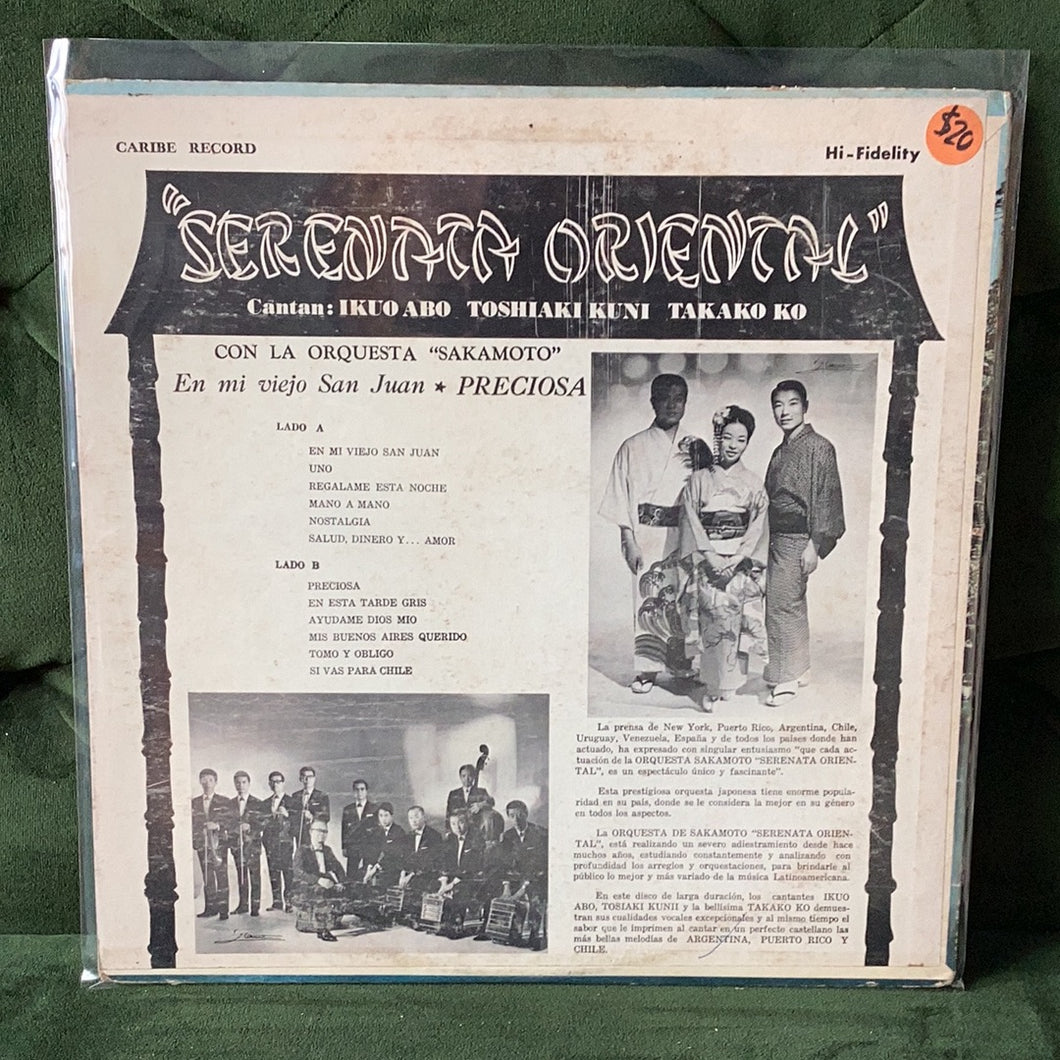 CARIBE RECORD
Hi-Fidelity
$20
"SERENATA ORIENTAL"
Cantan: IKUO ABO TOSHIAKI KUNI TAKAKO KO
CON LA ORQUESTA "SAKAMOTO"
En mi viejo San Juan ★ PRECIOSA
LADO A
EN MI VIEJO SAN JUAN
UNO
REGALAME ESTA NOCHE
MANO A MANO
NOSTALGIA
SALUD, DINERO Y... AMOR
LADO B
PRECIOSA
EN ESTA TARDE GRIS
AYUDAME DIOS MIO
MIS BUENOS AIRES QUERIDO
TOMO Y OBLIGO
SI VAS PARA CHILE
La prensa de New York, Puerto Rico, Argentina, Chile,
Uruguay, Venezuela, España y de todos los países donde han
actuado, ha expresado con singular entusiasmo "que cada ac-
tuación de la ORQUESTA SAKAMOTO "SERENATA ORIEN-
TAL", es un espectáculo único y fascinante".
Esta prestigiosa orquesta japonesa tiene enorme popula-
ridad en su país, donde se le considera la mejor en su género
en todos los aspectos.
La ORQUESTA DE SAKAMOTO "SERENATA ORIEN-
TAL", está realizando un severo adiestramiento desde hace
muchos años, estudiando constantemente y analizando con
profundidad los arreglos y orquestaciones, para brindarle al
público lo mejor y más variado de la música Latinoamericana.
En este disco de larga duración, los cantantes IKUO
ABO, TOSIAKI KUNII y la bellísima TAKAKO KO demues-
tran sus cualidades vocales excepcionales y al mismo tiempo el
sabor que le imprimen al cantar en un perfecto castellano las
más bellas melodías de ARGENTINA, PUERTO RICO Y
CHILE.